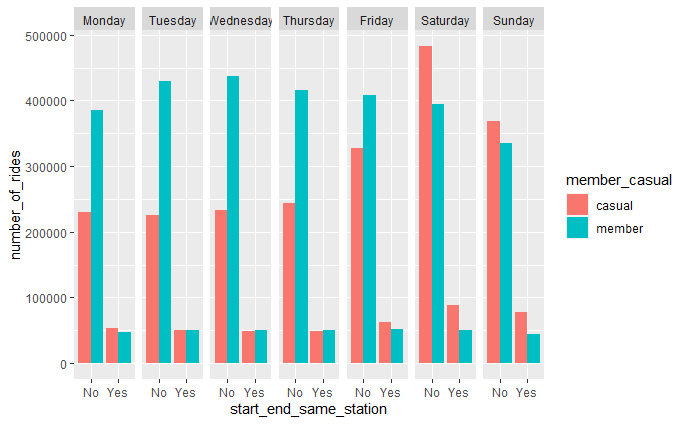 Monday Tuesday Wednesday Thursday Friday Saturday Sunday
500000
400000
300000
200000
100000
0
number_of_rides
No Yes No Yes No Yes No Yes No Yes No Yes No Yes
start_end_same_station
member_casual
casual
member